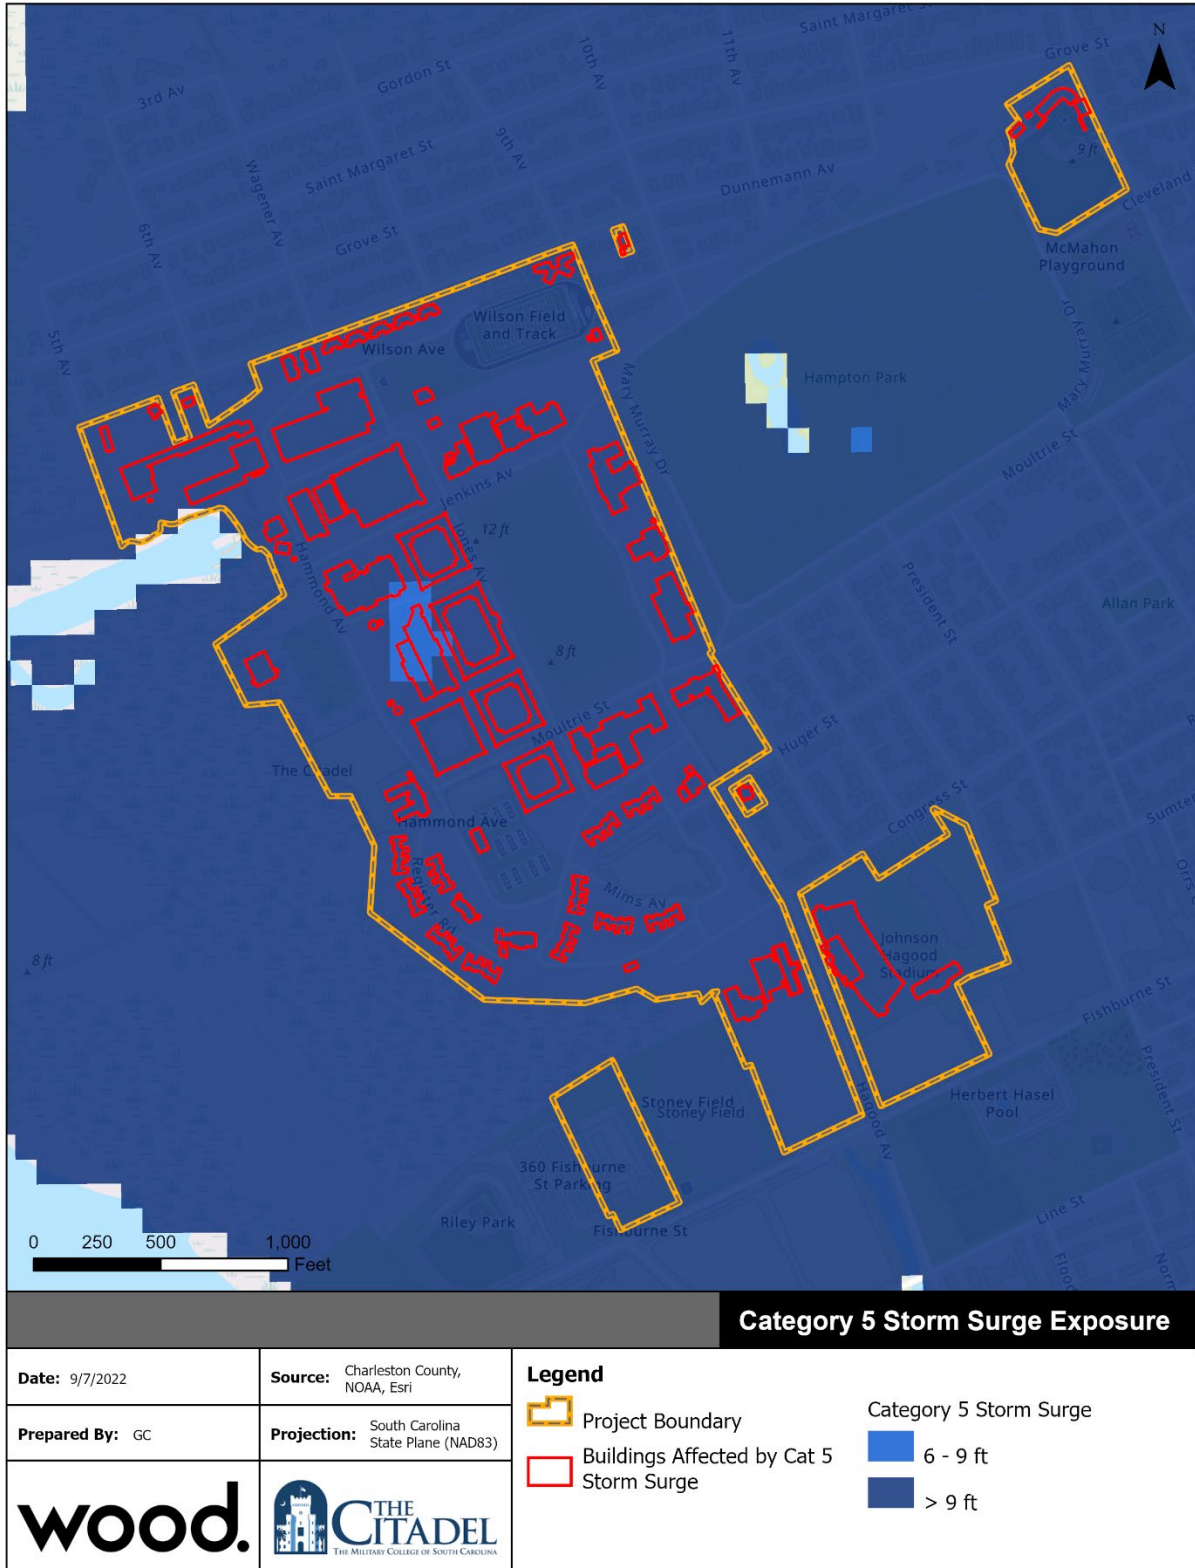 Saint Margaret S
Grove St
N
10th Av
11th Av
Gordon St
3rd Av
9th Av
Saint Margaret St
Wagener Av
Dunnemann Av
9 ft
Cleveland
6th Av
Grove St
McMahon
Playground
Wilson Field
and Track
5th Av
Wilson Ave
Mary Murray Dr
Hampton Park
Mary Murray Dr
Moultrie St
Jenkins Av
12 ft
Jones Av
Hammond Av
President St
Allan Park
8 ft
Moultrie St
Huger St
The Citadel
Congress St
Sumter
Hammond Ave
Register Rd
Mims Av
Orrs
Johnson
Hagood
Stadium
8 ft
Fishburne St
Stoney Field
Stoney Field
Hagood Av
Herbert Hasel
Pool
President St
360 Fishburne
St Parking
Riley Park
Fishburne St
Line St
Flood
Norm
0 250 500 1,000
Feet
Category 5 Storm Surge Exposure
Date: 9/7/2022
Source: Charleston County,
NOAA, Esri
Prepared By: GC
Projection: South Carolina
State Plane (NAD83)
wood.
THE
CITADEL
THE MILITARY COLLEGE OF SOUTH CAROLINA
Legend
Project Boundary
Buildings Affected by Cat 5
Storm Surge
Category 5 Storm Surge
6 - 9 ft
> 9 ft